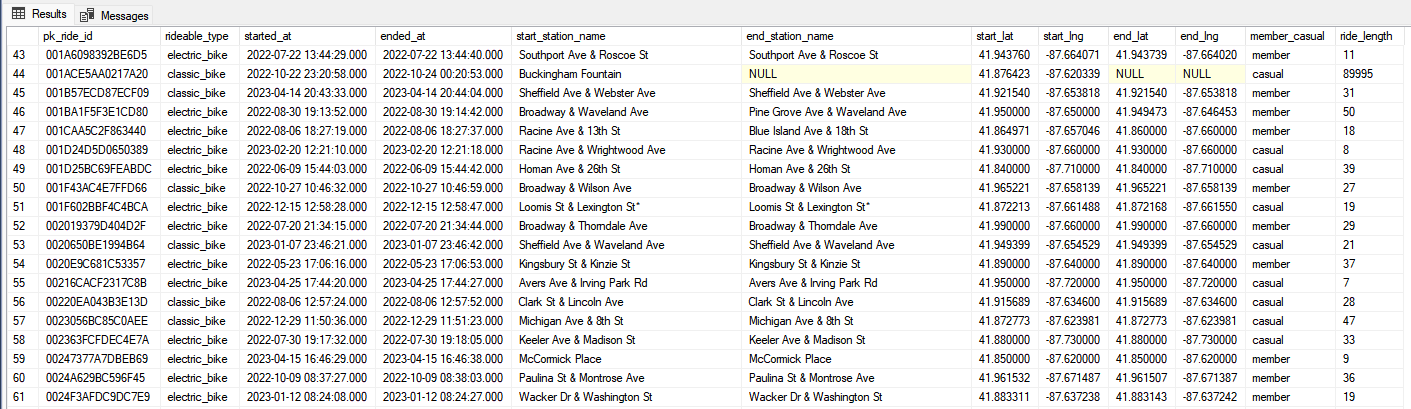 Results Messages
pk_ride_id rideable_type started_at ended_at start_station_name end_station_name start_lat start_lng end_lat end_lng member_casual ride_length
43 001A6098392BE6D5 electric_bike 2022-07-22 13:44:29.000 2022-07-22 13:44:40.000 Southport Ave & Roscoe St Southport Ave & Roscoe St 41.943760 -87.664071 41.943739 -87.664020 member 11
44 001ACE5AA0217A20 classic_bike 2022-10-22 23:20:58.000 2022-10-24 00:20:53.000 Buckingham Fountain NULL 41.876423 -87.620339 NULL NULL casual 89995
45 001B57ECD87ECF09 classic_bike 2023-04-14 20:43:33.000 2023-04-14 20:44:04.000 Sheffield Ave & Webster Ave Sheffield Ave & Webster Ave 41.921540 -87.653818 41.921540 -87.653818 member 31
46 001BA1F5F3E1CD80 electric_bike 2022-08-30 19:13:52.000 2022-08-30 19:14:42.000 Broadway & Waveland Ave Pine Grove Ave & Waveland Ave 41.950000 -87.650000 41.949473 -87.646453 member 50
47 001CAA5C2F863440 electric_bike 2022-08-06 18:27:19.000 2022-08-06 18:27:37.000 Racine Ave & 13th St Blue Island Ave & 18th St 41.864971 -87.657046 41.860000 -87.660000 member 18
48 001D24D5D0650389 electric_bike 2023-02-20 12:21:10.000 2023-02-20 12:21:18.000 Racine Ave & Wrightwood Ave Racine Ave & Wrightwood Ave 41.930000 -87.660000 41.930000 -87.660000 casual 8
49 001D25BC69FEABDC electric_bike 2022-06-09 15:44:03.000 2022-06-09 15:44:42.000 Homan Ave & 26th St Homan Ave & 26th St 41.840000 -87.710000 41.840000 -87.710000 casual 39
50 001F43AC4E7FFD66 classic_bike 2022-10-27 10:46:32.000 2022-10-27 10:46:59.000 Broadway & Wilson Ave Broadway & Wilson Ave 41.965221 -87.658139 41.965221 -87.658139 member 27
51 001F602BBF4C4BCA electric_bike 2022-12-15 12:58:28.000 2022-12-15 12:58:47.000 Loomis St & Lexington St* Loomis St & Lexington St* 41.872213 -87.661488 41.872168 -87.661550 casual 19
52 002019379D404D2F electric_bike 2022-07-20 21:34:15.000 2022-07-20 21:34:44.000 Broadway & Thorndale Ave Broadway & Thorndale Ave 41.990000 -87.660000 41.990000 -87.660000 member 29
53 0020650BE1994B64 classic_bike 2023-01-07 23:46:21.000 2023-01-07 23:46:42.000 Sheffield Ave & Waveland Ave Sheffield Ave & Waveland Ave 41.949399 -87.654529 41.949399 -87.654529 casual 21
54 0020E9C681C53357 electric_bike 2022-05-23 17:06:16.000 2022-05-23 17:06:53.000 Kingsbury St & Kinzie St Kingsbury St & Kinzie St 41.890000 -87.640000 41.890000 -87.640000 member 37
55 00216CACF2317C8B electric_bike 2023-04-25 17:44:20.000 2023-04-25 17:44:27.000 Avers Ave & Irving Park Rd Avers Ave & Irving Park Rd 41.950000 -87.720000 41.950000 -87.720000 casual 7
56 00220EA043B3E13D classic_bike 2022-08-06 12:57:24.000 2022-08-06 12:57:52.000 Clark St & Lincoln Ave Clark St & Lincoln Ave 41.915689 -87.634600 41.915689 -87.634600 casual 28
57 0023056BC85C0AEE classic_bike 2022-12-29 11:50:36.000 2022-12-29 11:51:23.000 Michigan Ave & 8th St Michigan Ave & 8th St 41.872773 -87.623981 41.872773 -87.623981 casual 47
58 002363FCFDEC4E7A electric_bike 2022-07-30 19:17:32.000 2022-07-30 19:18:05.000 Keeler Ave & Madison St Keeler Ave & Madison St 41.880000 -87.730000 41.880000 -87.730000 casual 33
59 00247377A7DBEB69 electric_bike 2023-04-15 16:46:29.000 2023-04-15 16:46:38.000 McCormick Place McCormick Place 41.850000 -87.620000 41.850000 -87.620000 member 9
60 0024A629BC596F45 electric_bike 2022-10-09 08:37:27.000 2022-10-09 08:38:03.000 Paulina St & Montrose Ave Paulina St & Montrose Ave 41.961532 -87.671487 41.961507 -87.671387 member 36
61 0024F3AFDC9DC7E9 electric_bike 2023-01-12 08:24:08.000 2023-01-12 08:24:27.000 Wacker Dr & Washington St Wacker Dr & Washington St 41.883311 -87.637238 41.883143 -87.637242 member 19